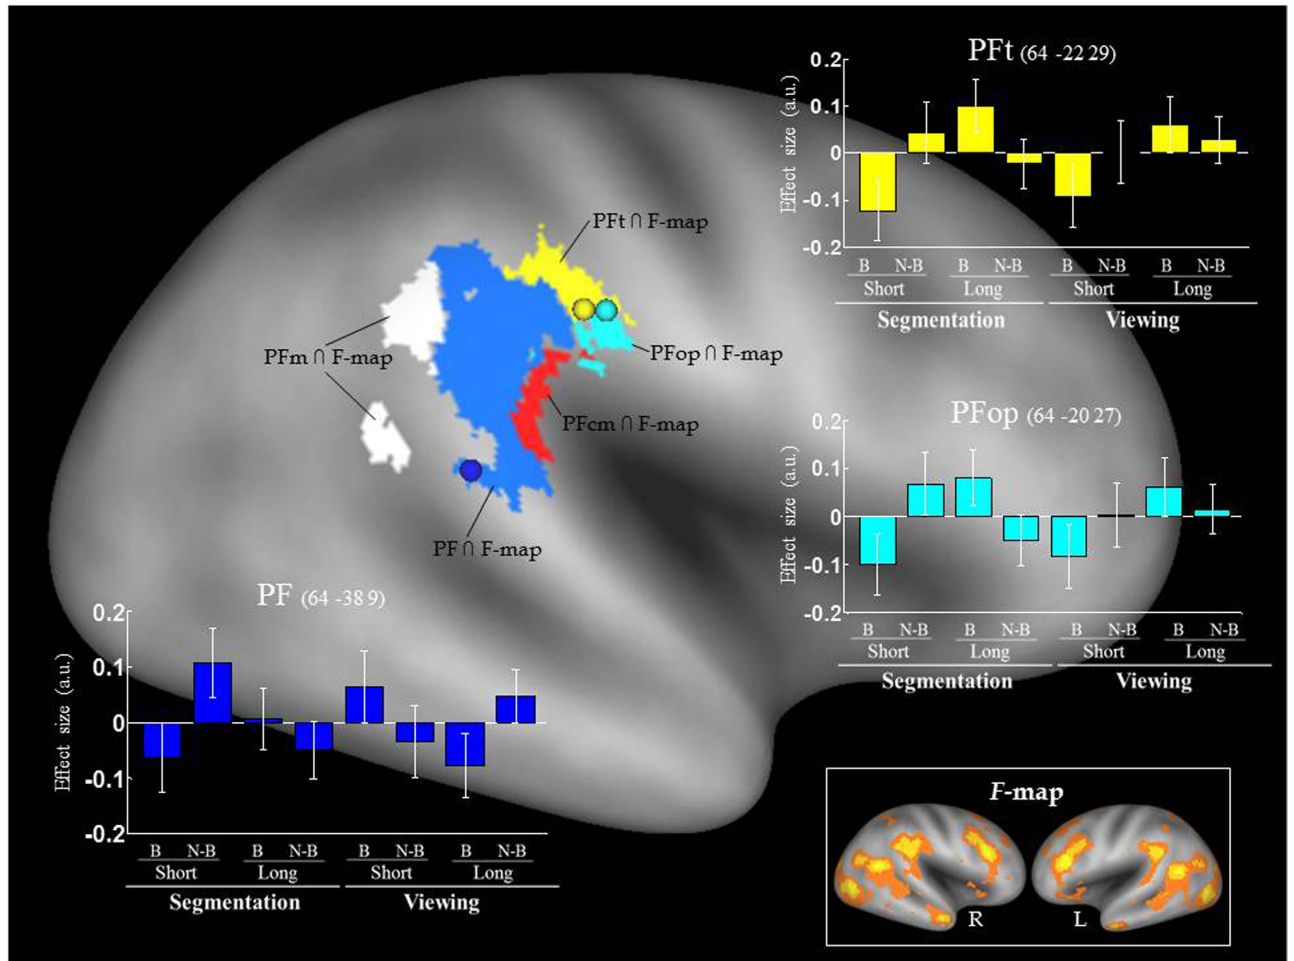 PFt (64 -22 29)
0.2
0.1
0
-0.1
-0.2
Effect size (a.u.)
B N-B B N-B B N-B B N-B
Short Long Short Long
Segmentation Viewing
PFt ∩ F-map
PFm ∩ F-map
PFop ∩ F-map
PFcm ∩ F-map
PF ∩ F-map
PFop (64 -20 27)
0.2
0.1
0
-0.1
-0.2
Effect size (a.u.)
B N-B B N-B B N-B B N-B
Short Long Short Long
Segmentation Viewing
PF (64 -38 9)
0.2
0.1
0
-0.1
-0.2
Effect size (a.u.)
B N-B B N-B B N-B B N-B
Short Long Short Long
Segmentation Viewing
F-map
R L